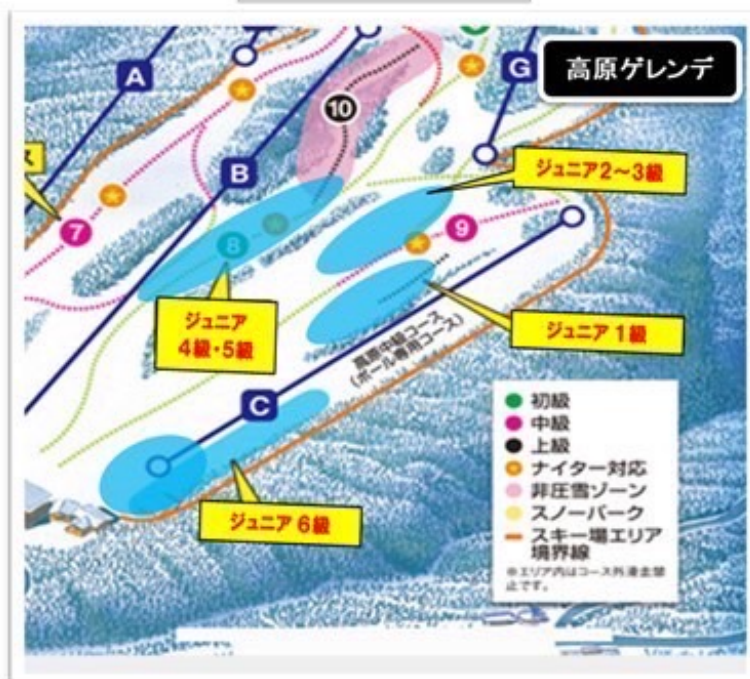 高原ゲレンデ
A
B
G
10
ス
ジュニア2～3級
7
8
9
ジュニア
4級・5級
ジュニア1級
高原中級コース
(ポール専用コース)
C
ジュニア6級
初級
中級
上級
ナイター対応
非圧雪ゾーン
スノーパーク
スキー場エリア
境界線
※エリア内はコース外滑走禁
止です。